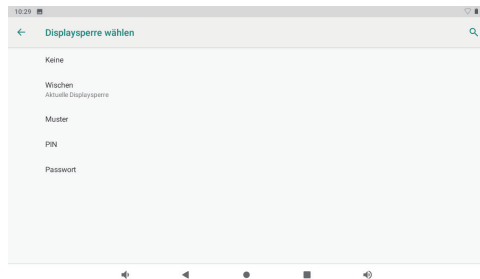 10:29
Displaysperre wählen
Keine
Wischen
Aktuelle Displaysperre
Muster
PIN
Passwort